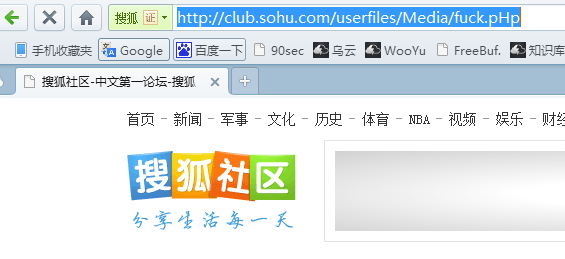 搜狐 证 http://club.sohu.com/userfiles/Media/fuck.pHp
手机收藏夹 Google 百度一下 90sec 乌云 WooYu FreeBuf. 知识库
搜狐社区-中文第一论坛-搜狐
首页 - 新闻 - 军事 - 文化 - 历史 - 体育 - NBA - 视频 - 娱乐 - 财经
搜狐社区
分享生活每一天